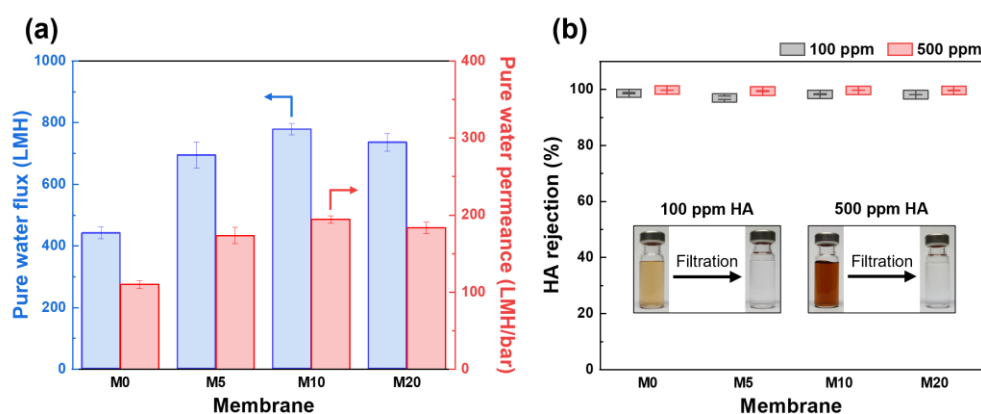 (a)
Pure water flux (LMH)
1000
800
600
400
200
0
Pure water permeance (LMH/bar)
400
300
200
100
0
M0 M5 M10 M20
Membrane
(b)
100 ppm 500 ppm
HA rejection (%)
100
80
60
40
20
0
100 ppm HA 500 ppm HA
Filtration Filtration
M0 M5 M10 M20
Membrane